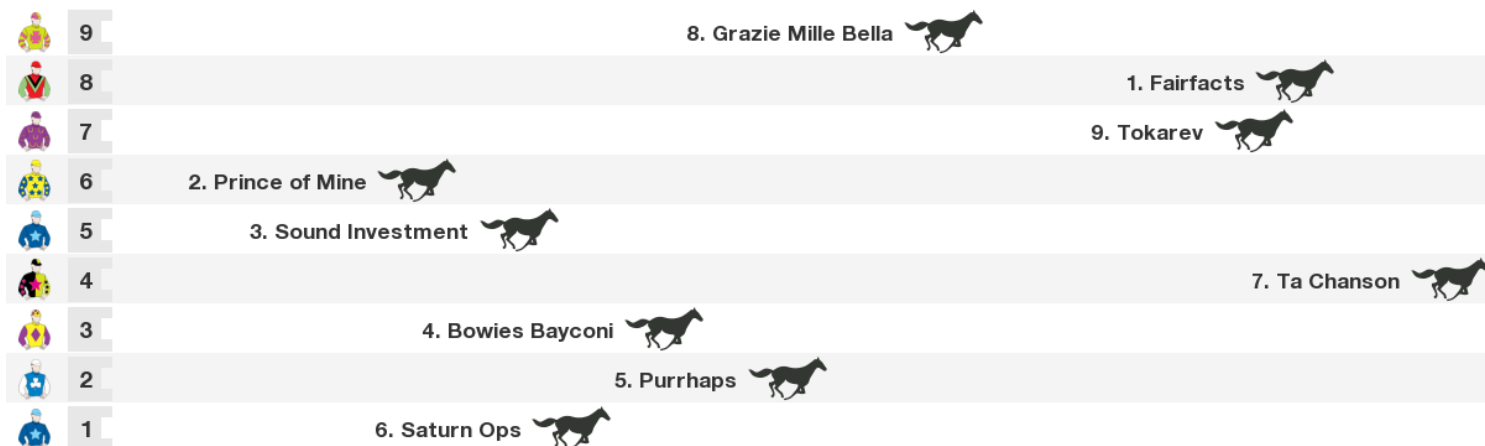 9 8. Grazie Mille Bella
8 1. Fairfacts
7 9. Tokarev
6 2. Prince of Mine
5 3. Sound Investment
4 7. Ta Chanson
3 4. Bowies Bayconi
2 5. Purrhaps
1 6. Saturn Ops